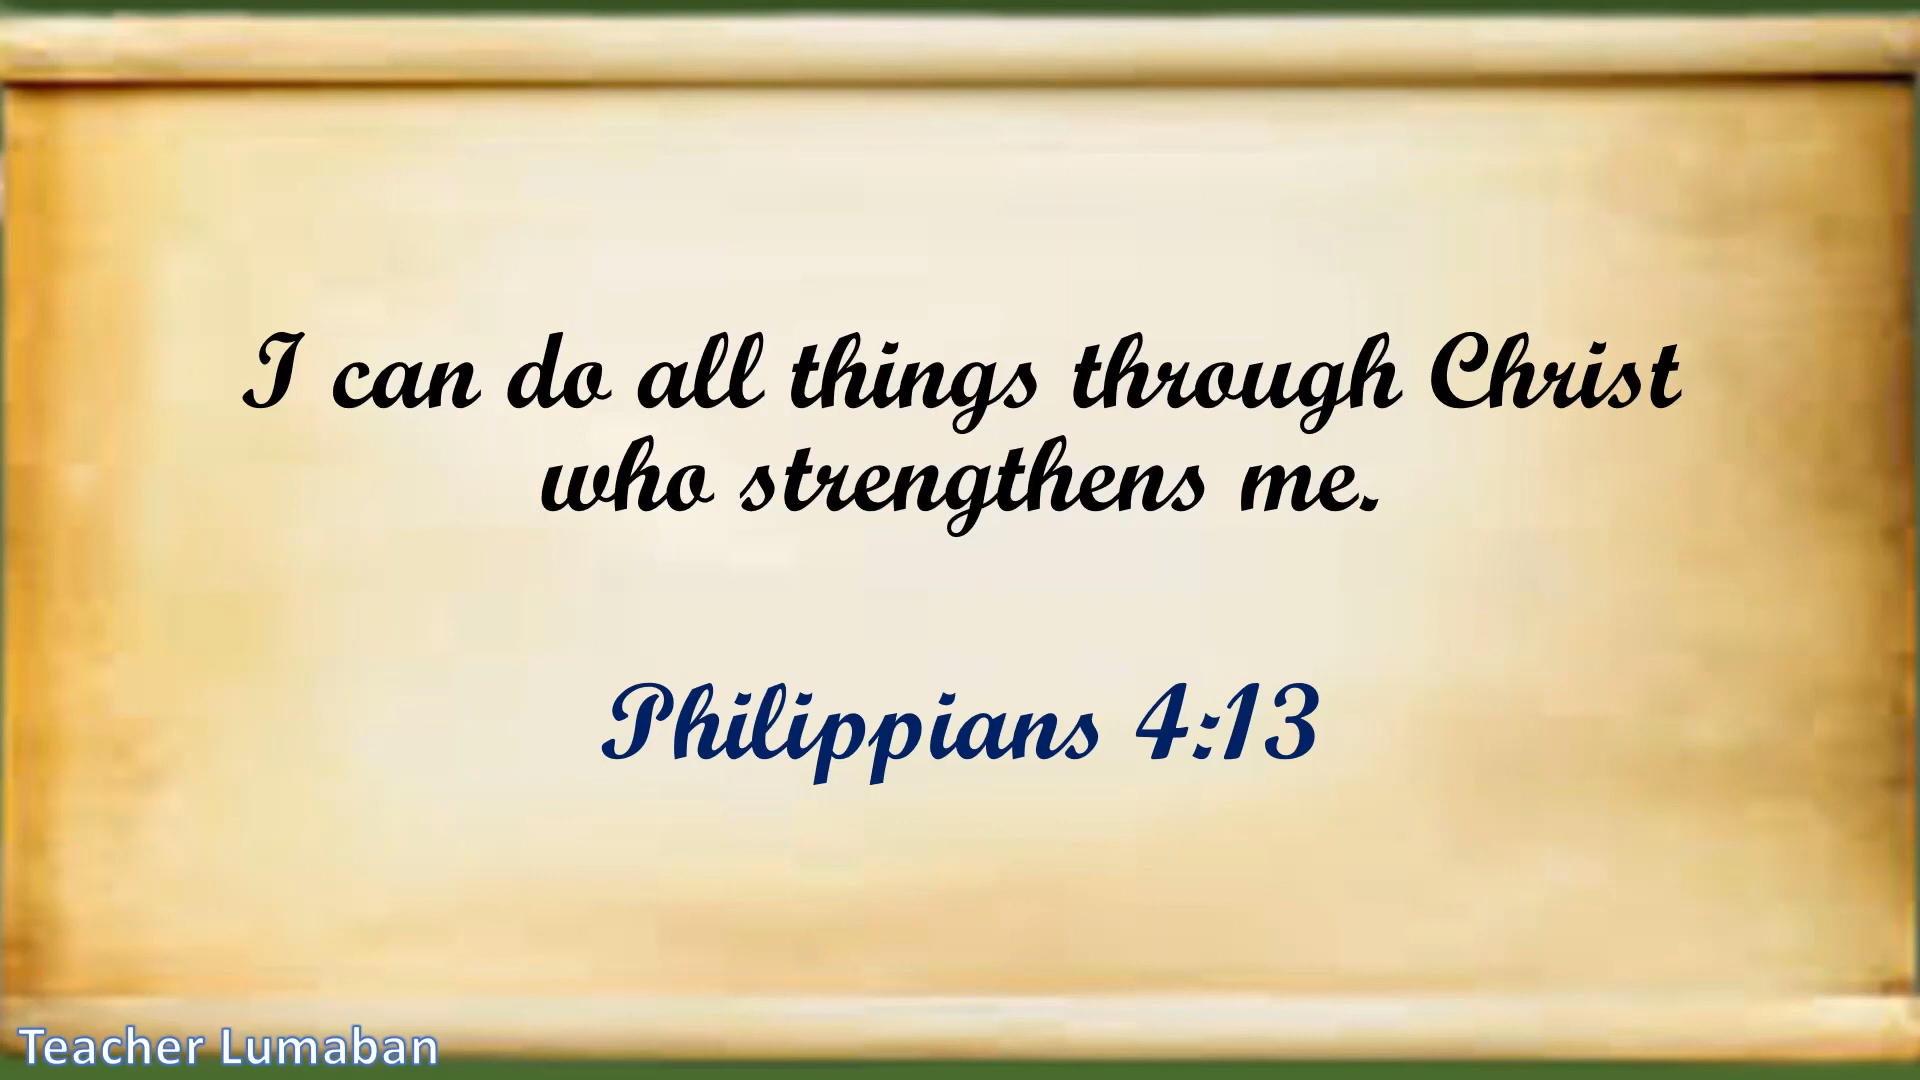 I can do all things through Christ
who strengthens me.
Philippians 4:13
Teacher Lumaban